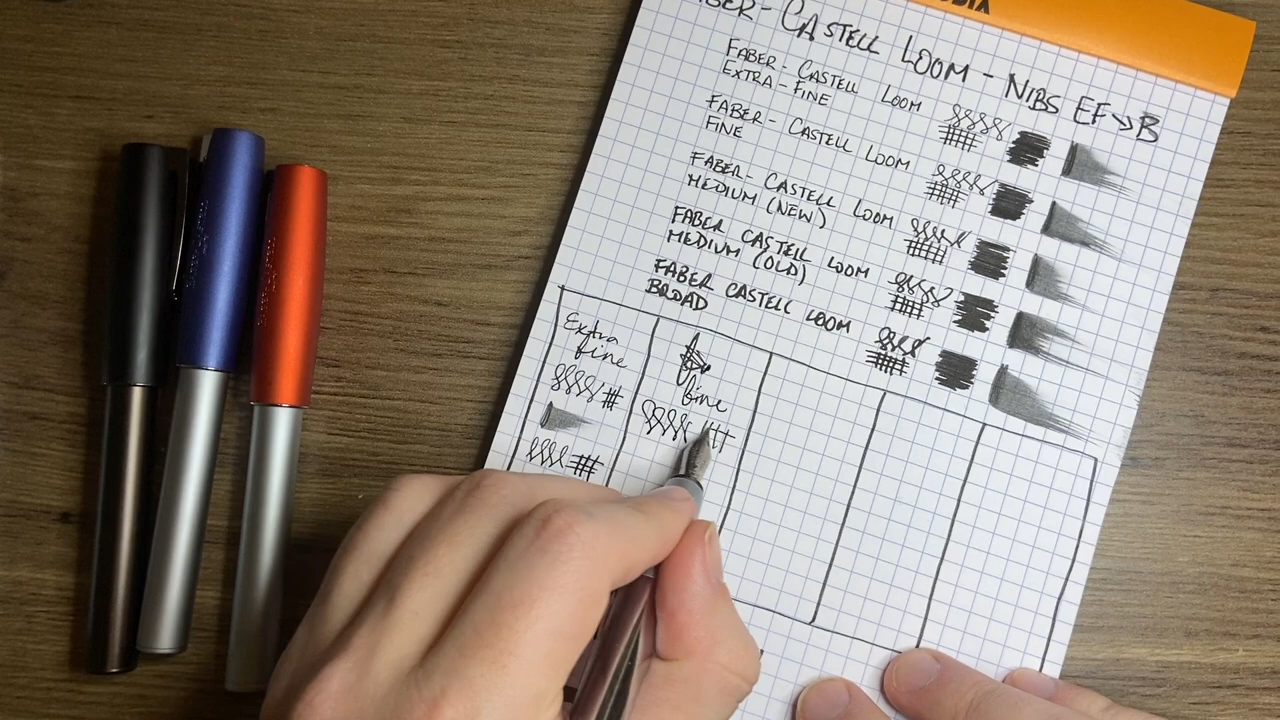 CASTELL LOOM - NIBS EF→B
FABER-CASTELL LOOM
EXTRA-FINE
FABER-CASTELL LOOM
FINE
FABER-CASTELL LOOM
MEDIUM (NEW)
FABER CASTELL LOOM
MEDIUM (OLD)
FABER CASTELL LOOM
BROAD
Extra
fine
fine